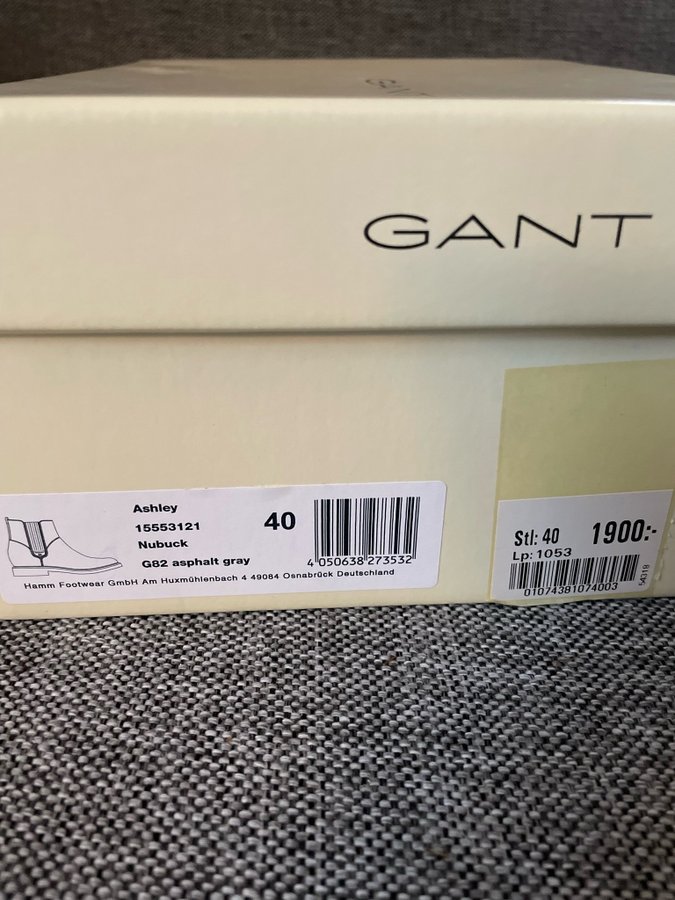 GANT
Ashley
15553121
Nubuck
G82 asphalt gray
40
4 050638 273532
Hamm Footwear GmbH Am Huxmühlenbach 4 49084 Osnabrück Deutschland
Stl: 40 1900:-
Lp: 1053
01074381074003
54319